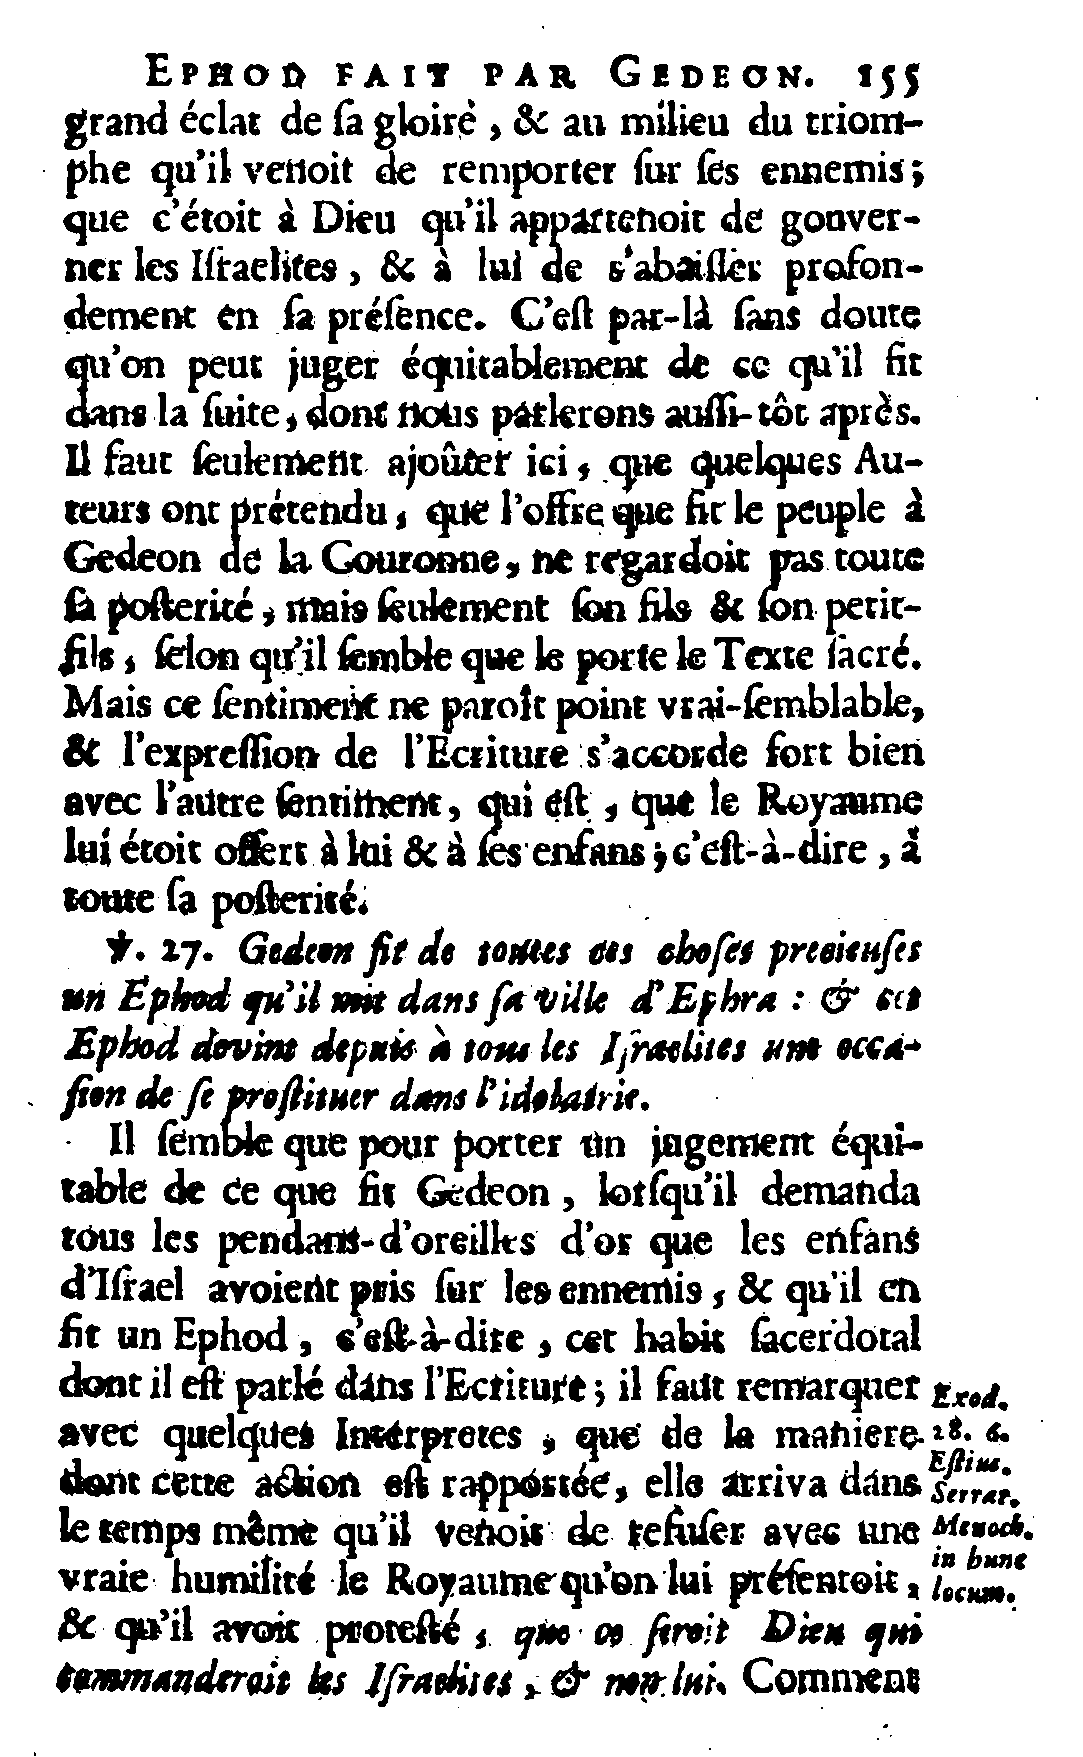 EPHOD FAIT PAR GEDEON. 155
grand éclat de ſa gloire, & au milieu du triom-
phe qu'il venoit de remporter ſur ſes ennemis;
que c'étoit à Dieu qu'il appartenoit de gouver-
ner les Iſraelites, & à lui de s'abaiſſer profon-
dement en ſa préſence. C'eſt par-là ſans doute
qu'on peut juger équitablement de ce qu'il fit
dans la ſuite, dont nous parlerons auſſi-tôt après.
Il faut ſeulement ajoûter ici, que quelques Au-
teurs ont prétendu, que l'offre que fit le peuple à
Gedeon de la Couronne, ne regardoit pas toute
ſa poſterité, mais ſeulement ſon fils & ſon petit-
fils, ſelon qu'il ſemble que le porte le Texte ſacré.
Mais ce ſentiment ne paroît point vrai-ſemblable,
& l'expreſſion de l'Ecriture s'accorde fort bien
avec l'autre ſentiment, qui eſt, que le Royaume
lui étoit offert à lui & à ſes enfans; c'eſt-à-dire, à
toute ſa poſterité.
℣. 27. Gedeon fit de toutes ces choſes precieuſes
un Ephod qu'il mit dans ſa ville d'Ephra : & cet
Ephod devint depuis à tous les Iſraelites une occa-
ſion de ſe proſtituer dans l'idolatrie.
Il ſemble que pour porter un jugement équi-
table de ce que fit Gedeon, lorſqu'il demanda
tous les pendans-d'oreilles d'or que les enfans
d'Iſrael avoient pris ſur les ennemis, & qu'il en
fit un Ephod, c'eſt-à-dire, cet habit ſacerdotal
dont il eſt parlé dans l'Ecriture; il faut remarquer
avec quelques Interpretes, que de la maniere
dont cette action eſt rapportée, elle arriva dans
le temps même qu'il venoit de refuſer avec une
vraie humilité le Royaume qu'on lui préſentoit,
& qu'il avoit proteſté, que ce ſeroit Dieu qui
commanderoit les Iſraelites, & non lui. Comment
Exod.
28. 6.
Eſtius.
Serrar.
Menoch.
in hunc
locum.